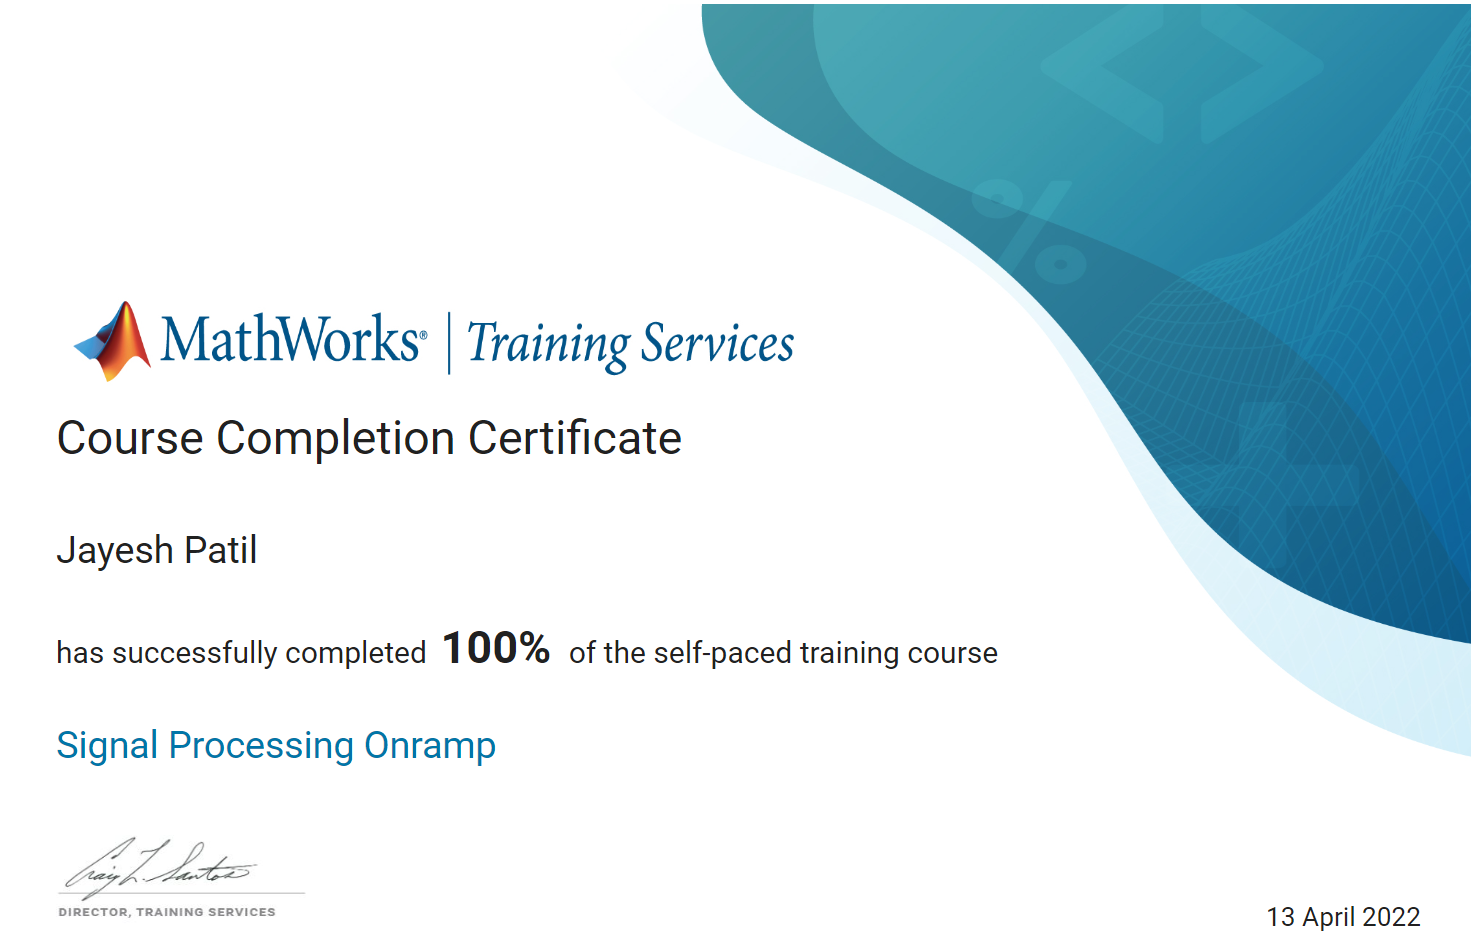 MathWorks® | Training Services
Course Completion Certificate
Jayesh Patil
has successfully completed 100% of the self-paced training course
Signal Processing Onramp
Craig L. Santos
DIRECTOR, TRAINING SERVICES
13 April 2022